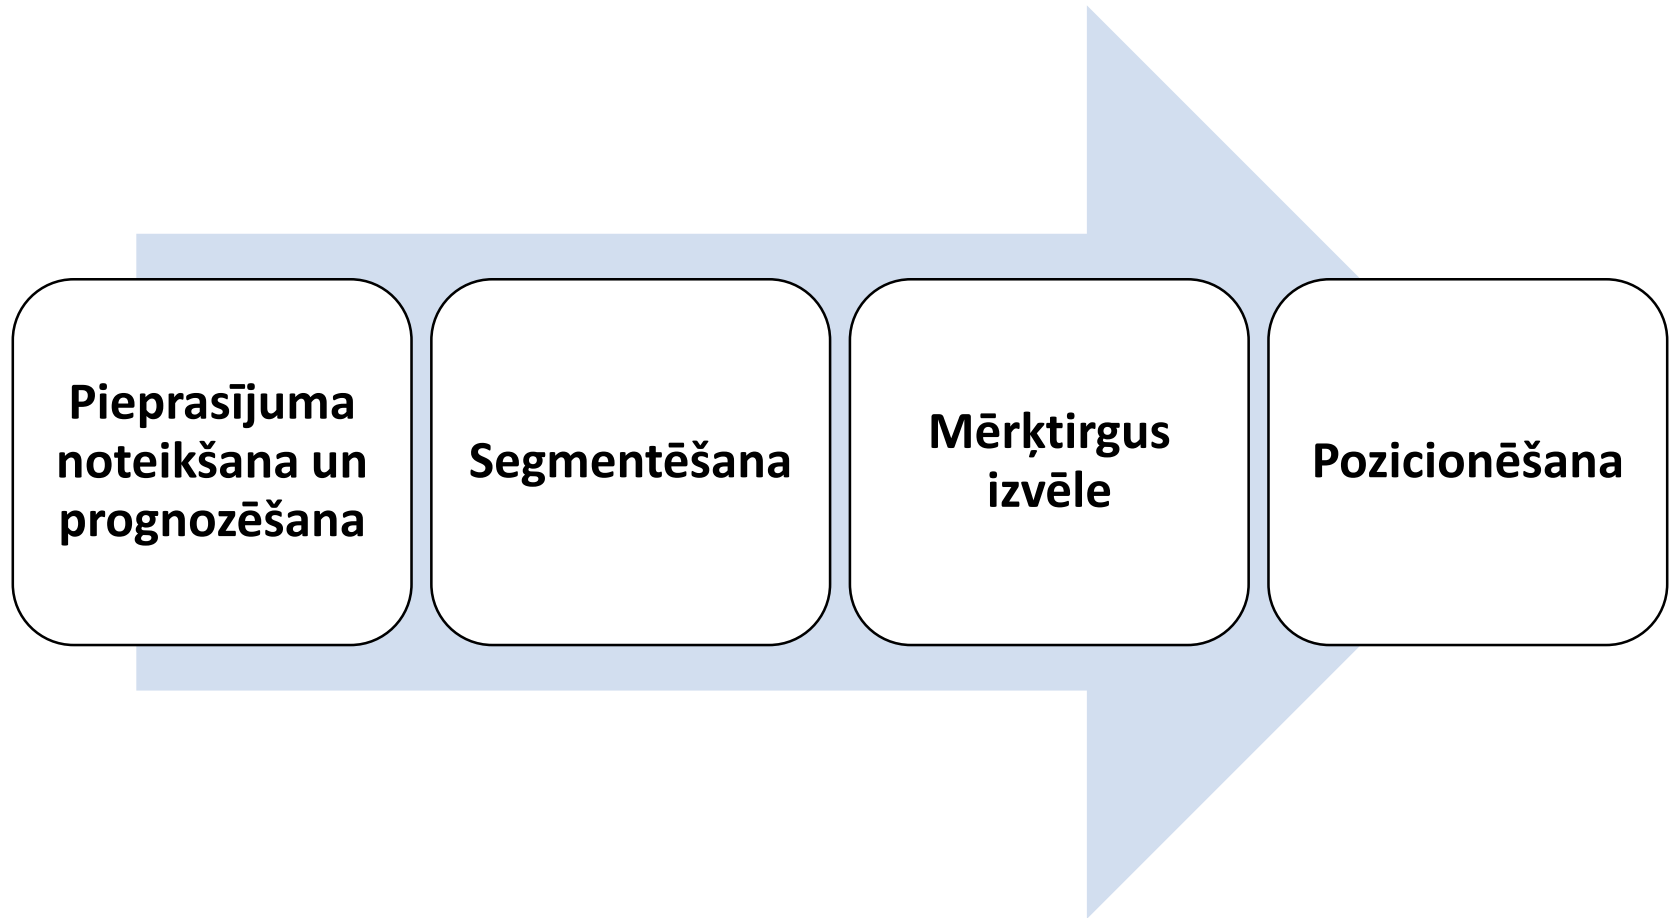 Pieprasījuma
noteikšana un
prognozēšana
Segmentēšana
Mērķtirgus
izvēle
Pozicionēšana